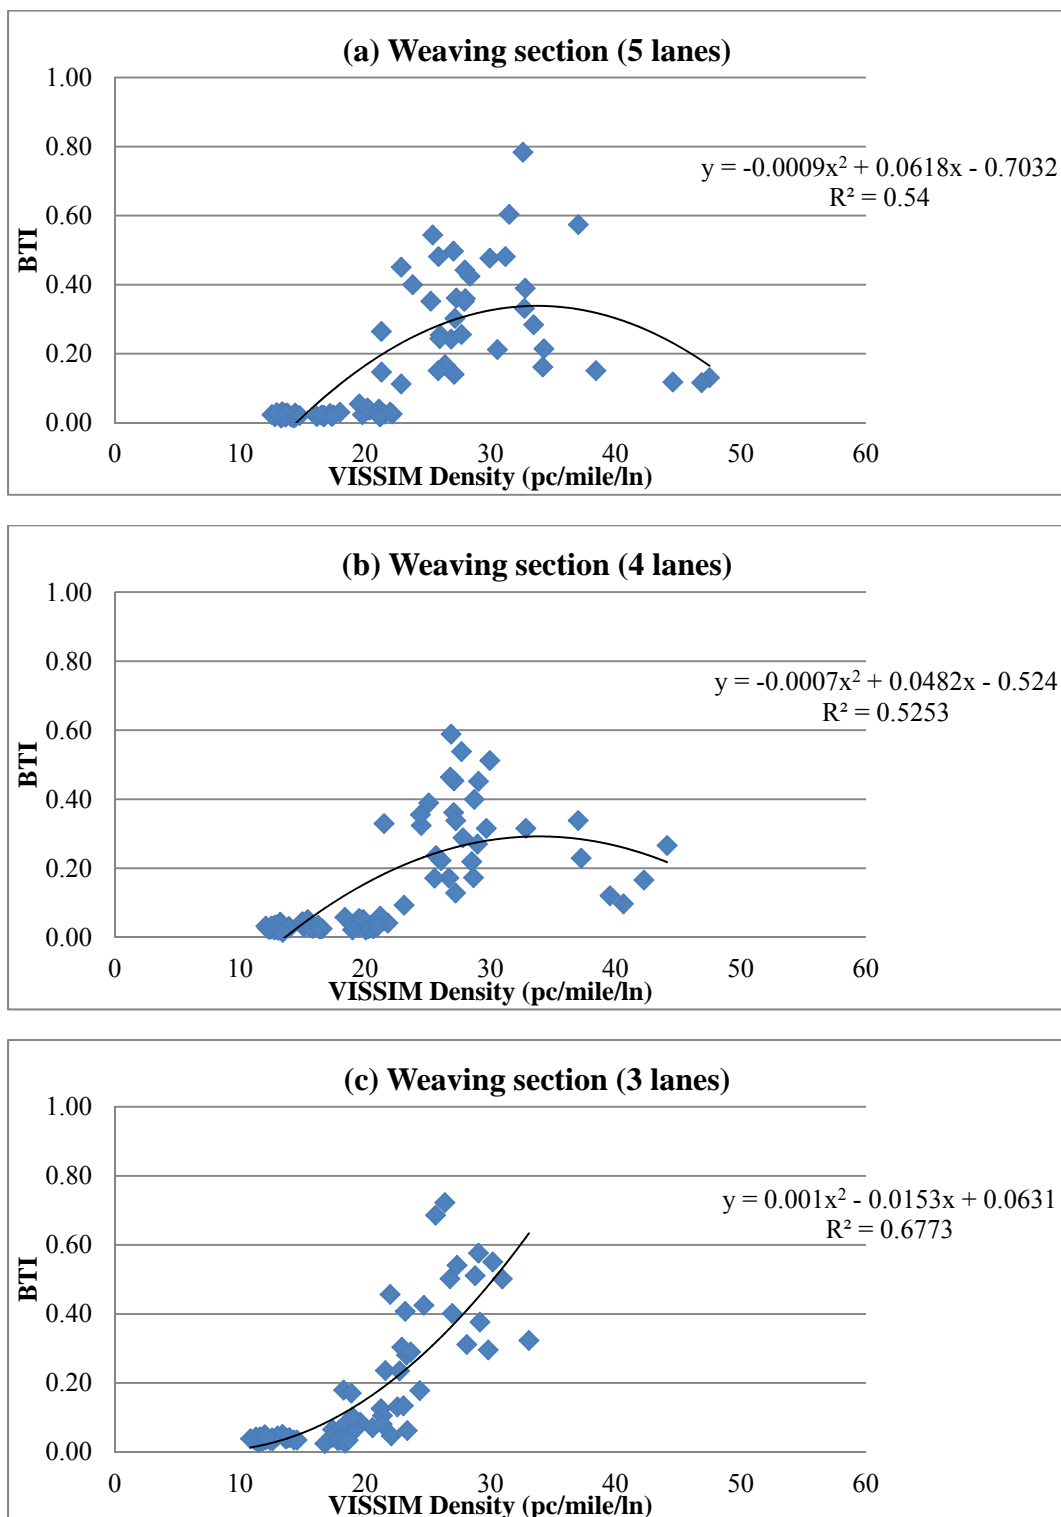 (a) Weaving section (5 lanes)
1.00
0.80
y = -0.0009x² + 0.0618x - 0.7032
R² = 0.54
0.60
BTI
0.40
0.20
0.00
0 10 20 30 40 50 60
VISSIM Density (pc/mile/ln)
(b) Weaving section (4 lanes)
1.00
0.80
y = -0.0007x² + 0.0482x - 0.524
R² = 0.5253
0.60
BTI
0.40
0.20
0.00
0 10 20 30 40 50 60
VISSIM Density (pc/mile/ln)
(c) Weaving section (3 lanes)
1.00
0.80
y = 0.001x² - 0.0153x + 0.0631
R² = 0.6773
0.60
BTI
0.40
0.20
0.00
0 10 20 30 40 50 60
VISSIM Density (pc/mile/ln)